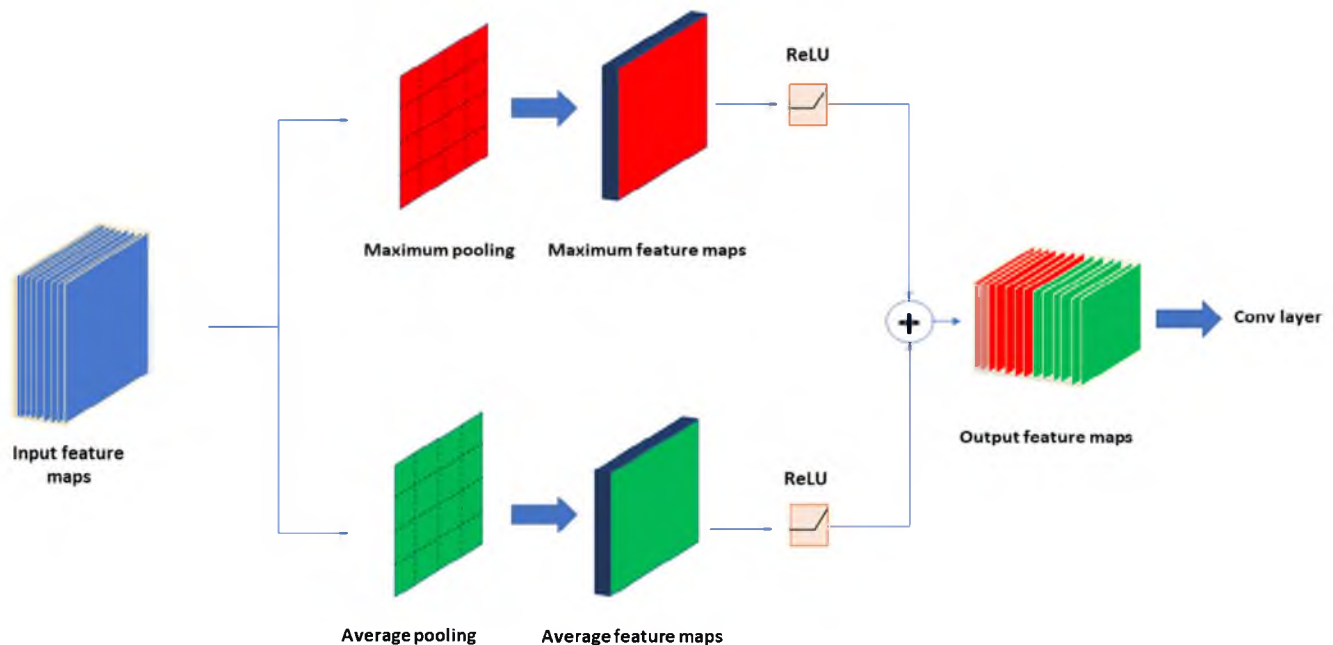 ReLU
Maximum pooling
Maximum feature maps
Input feature
maps
+
Conv layer
Output feature maps
ReLU
Average pooling
Average feature maps